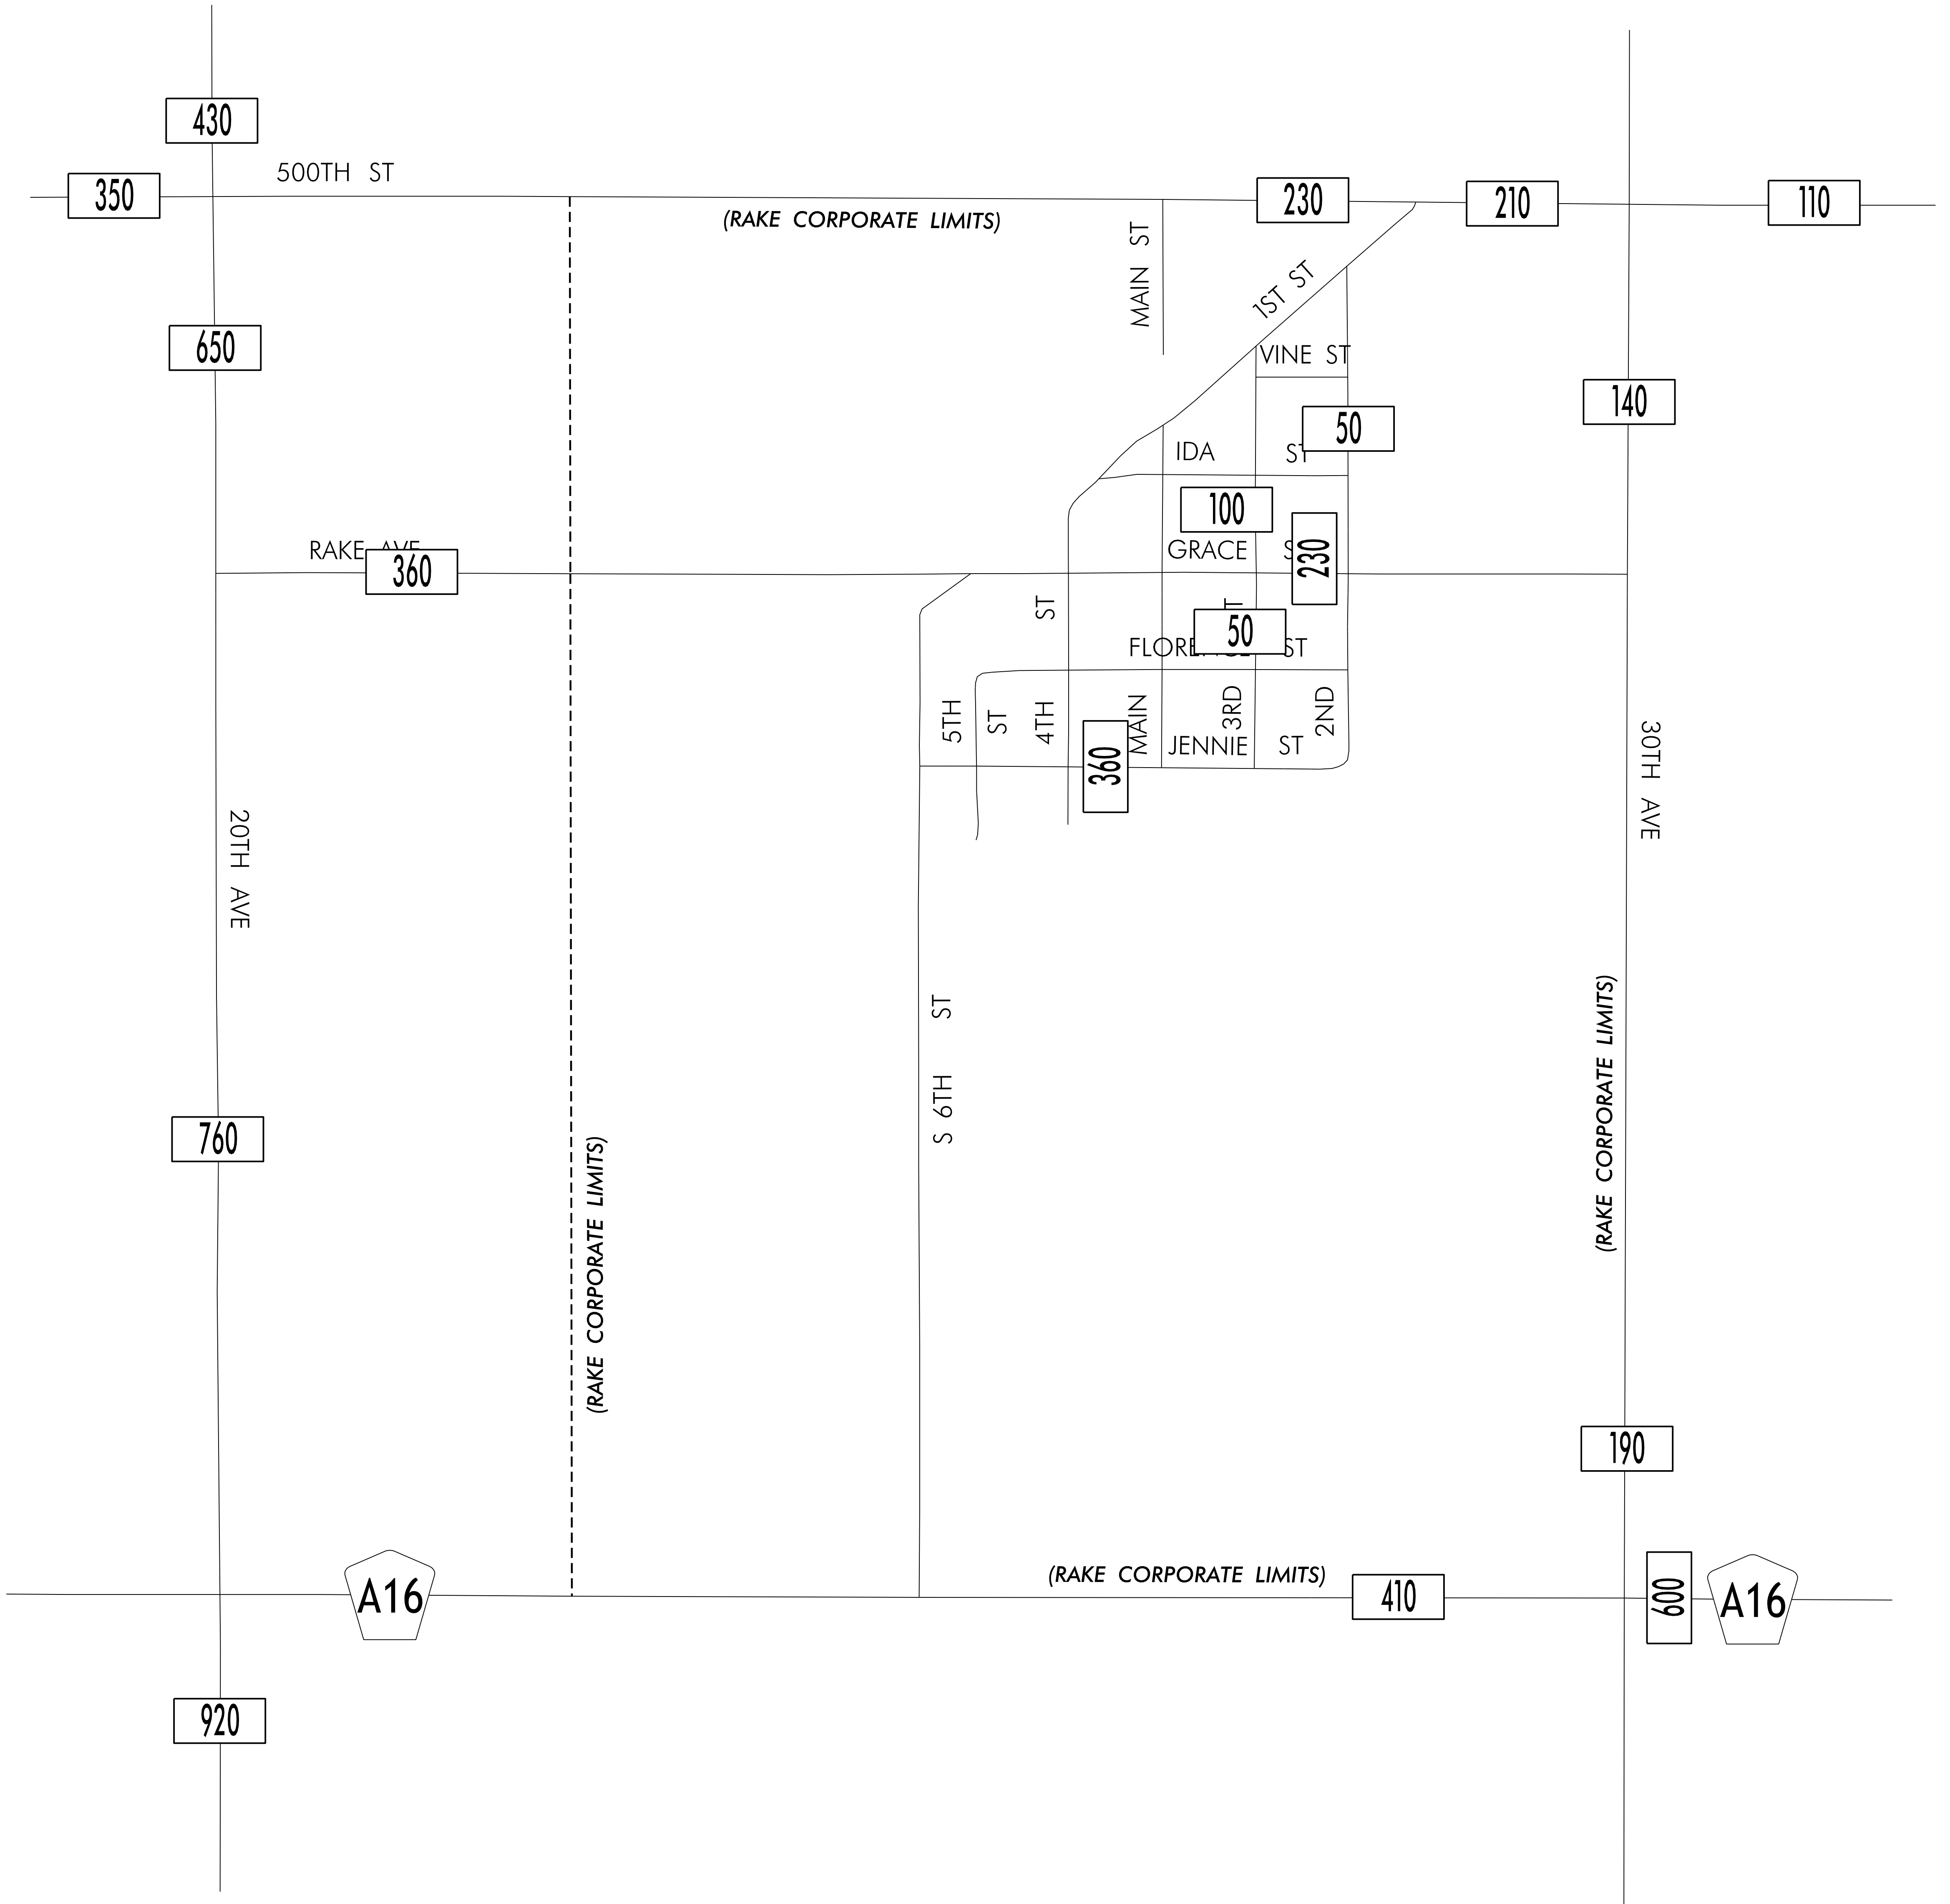 430
500TH ST
350
230
210
110
(RAKE CORPORATE LIMITS)
MAIN ST
1ST ST
650
VINE ST
140
50
IDA ST
100
RAKE AVE
360
GRACE
230
ST
50
ST
5TH
ST
4TH
MAIN
3RD
2ND
JENNIE ST
360
20TH AVE
30TH AVE
S 6TH ST
(RAKE CORPORATE LIMITS)
(RAKE CORPORATE LIMITS)
760
190
(RAKE CORPORATE LIMITS)
A16
410
600
A16
920